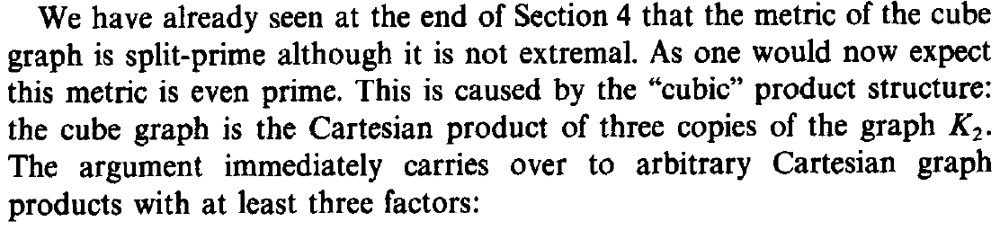 We have already seen at the end of Section 4 that the metric of the cube
graph is split-prime although it is not extremal. As one would now expect
this metric is even prime. This is caused by the “cubic” product structure:
the cube graph is the Cartesian product of three copies of the graph K₂.
The argument immediately carries over to arbitrary Cartesian graph
products with at least three factors: